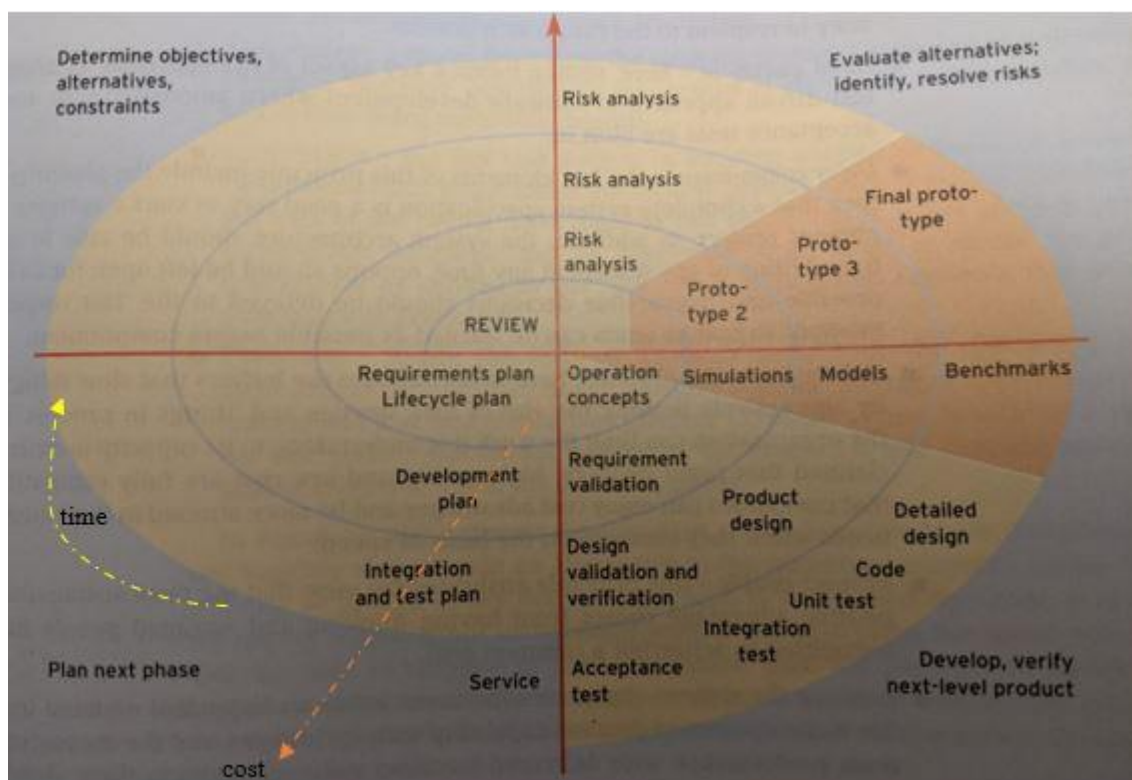 Determine objectives,
alternatives,
constraints
Evaluate alternatives;
identify, resolve risks
Risk analysis
Risk analysis
Risk
analysis
Final proto-
type
Proto-
type 3
Proto-
type 2
REVIEW
Requirements plan
Lifecycle plan
Operation
concepts
Simulations
Models
Benchmarks
Development
plan
Requirement
validation
Product
design
Detailed
design
time
Integration
and test plan
Design
validation and
verification
Code
Unit test
Integration
test
Plan next phase
Service
Acceptance
test
Develop, verify
next-level product
cost